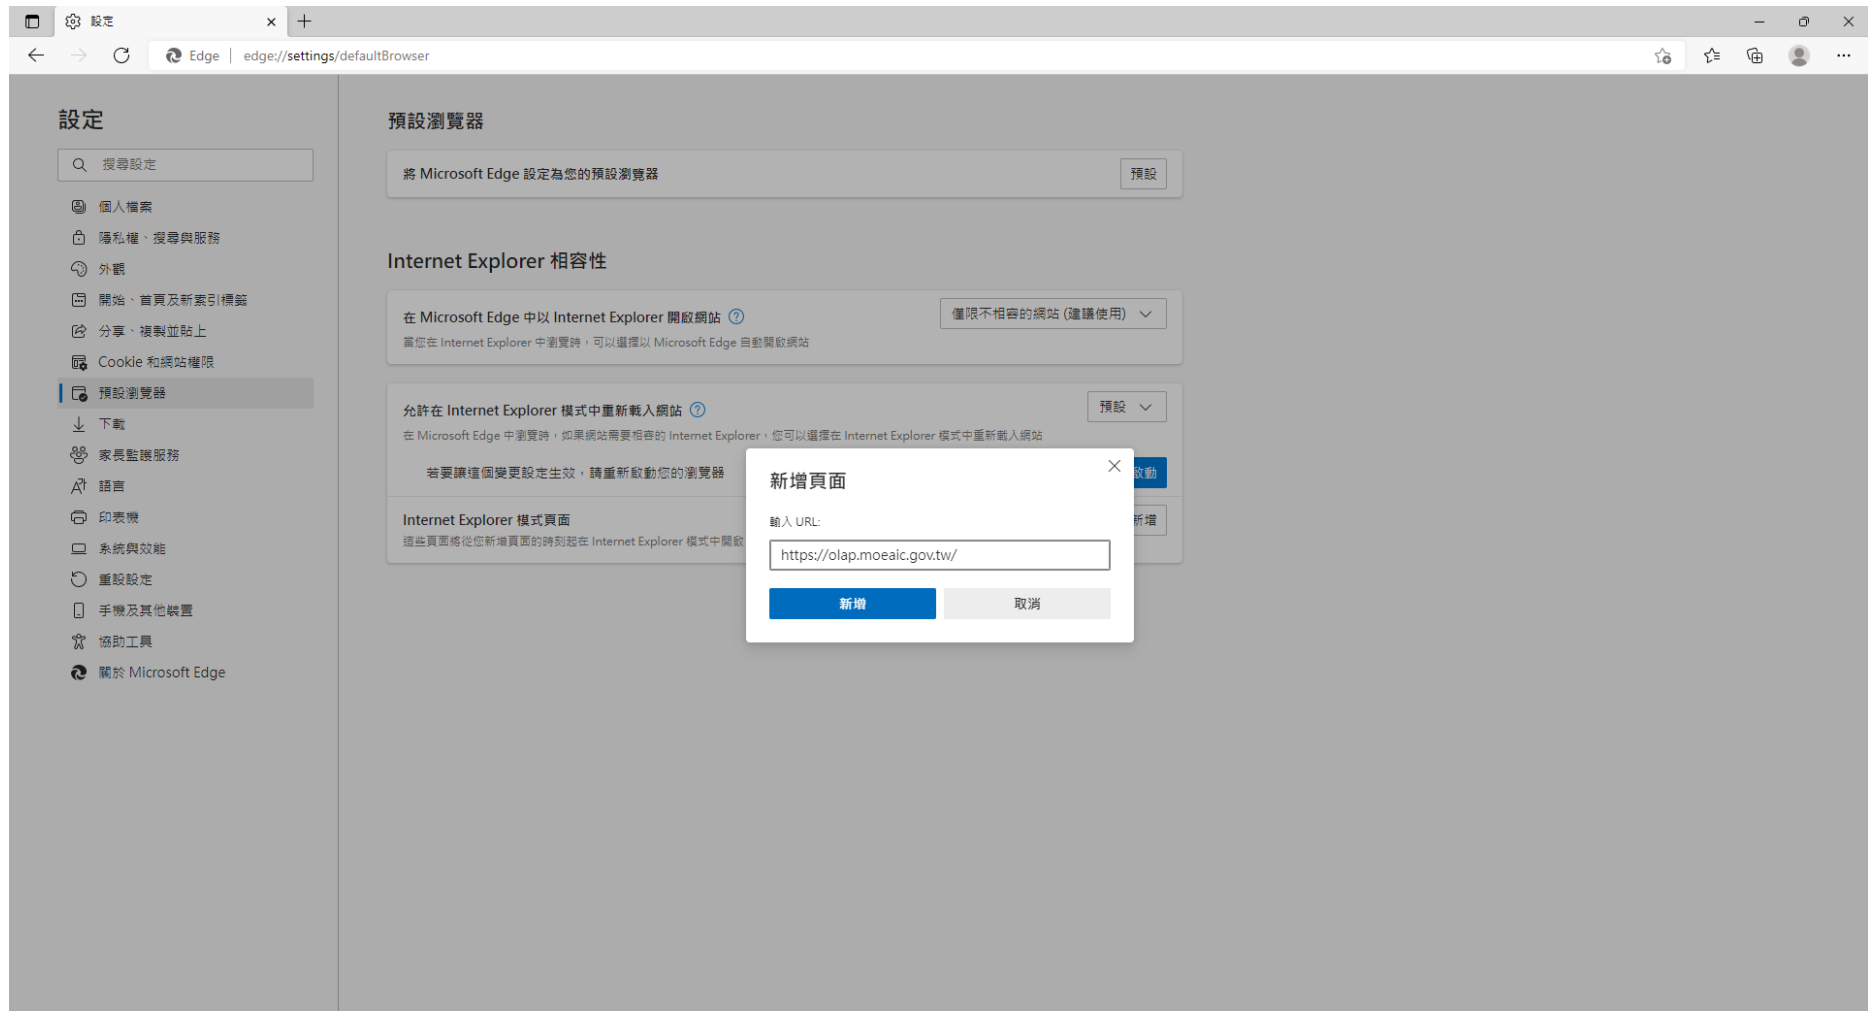 設定
Edge
edge://settings/defaultBrowser
設定
搜尋設定
個人檔案
隱私權、搜尋與服務
外觀
開始、首頁及新索引標籤
分享、複製並貼上
Cookie 和網站權限
預設瀏覽器
下載
家長監護服務
語言
印表機
系統與效能
重設設定
手機及其他裝置
協助工具
關於 Microsoft Edge
預設瀏覽器
將 Microsoft Edge 設定為您的預設瀏覽器
預設
Internet Explorer 相容性
在 Microsoft Edge 中以 Internet Explorer 開啟網站
僅限不相容的網站 (建議使用)
當您在 Internet Explorer 中瀏覽時，可以選擇以 Microsoft Edge 自動開啟網站
允許在 Internet Explorer 模式中重新載入網站
預設
在 Microsoft Edge 中瀏覽時，如果網站需要相容的 Internet Explorer，您可以選擇在 Internet Explorer 模式中重新載入網站
若要讓這個變更設定生效，請重新啟動您的瀏覽器
啟動
Internet Explorer 模式頁面
新增
這些頁面將從您新增頁面的時刻起在 Internet Explorer 模式中開啟
新增頁面
輸入 URL:
https://olap.moeaic.gov.tw/
新增
取消